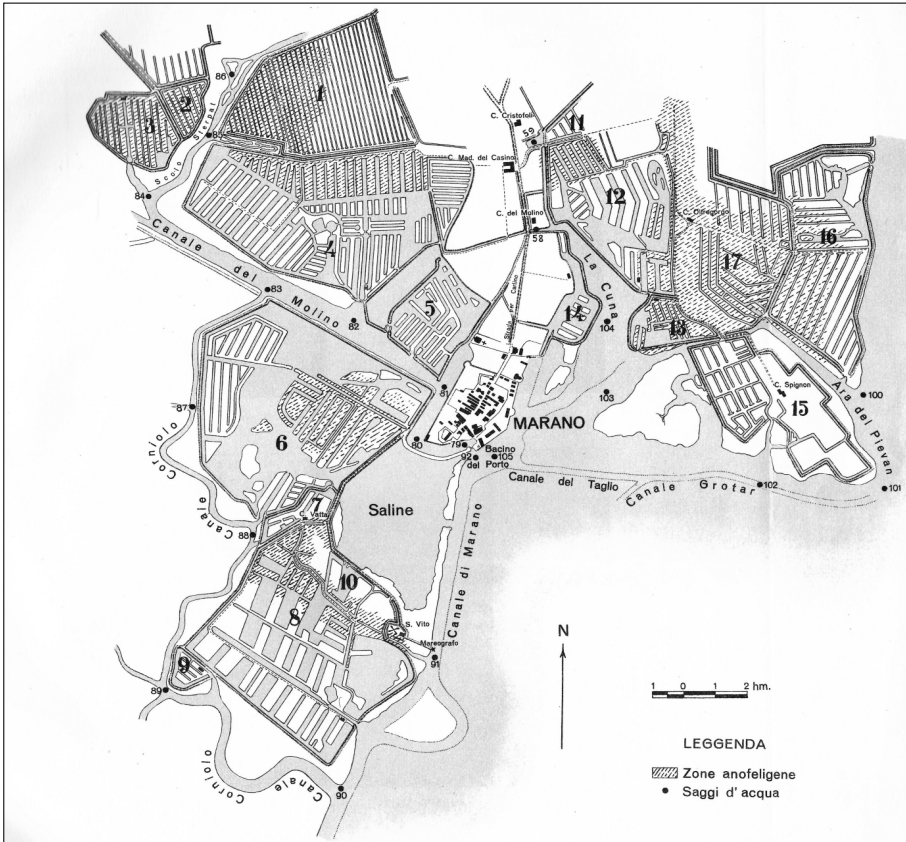 86
1
2
3
85
Scolo Sterpat
84
C. Cristofoli
59
11
C. Mad. del Casino
12
C. del Molino
58
16
17
4
Canale del Molino
83
82
5
La Cuna
14
104
13
C. Spignon
15
Ara del Pievan
100
101
81
103
87
6
80
79
MARANO
92
105
Bacino del Porto
Canale del Taglio
Canale Grotar
102
Corniolo Canale
7
C. Vatta
Saline
88
10
Canale di Marano
8
S. Vito
Mareografo
91
9
89
N
1 0 1 2 hm.
Corniolo Canale
90
LEGGENDA
Zone anofeligene
Saggi d'acqua